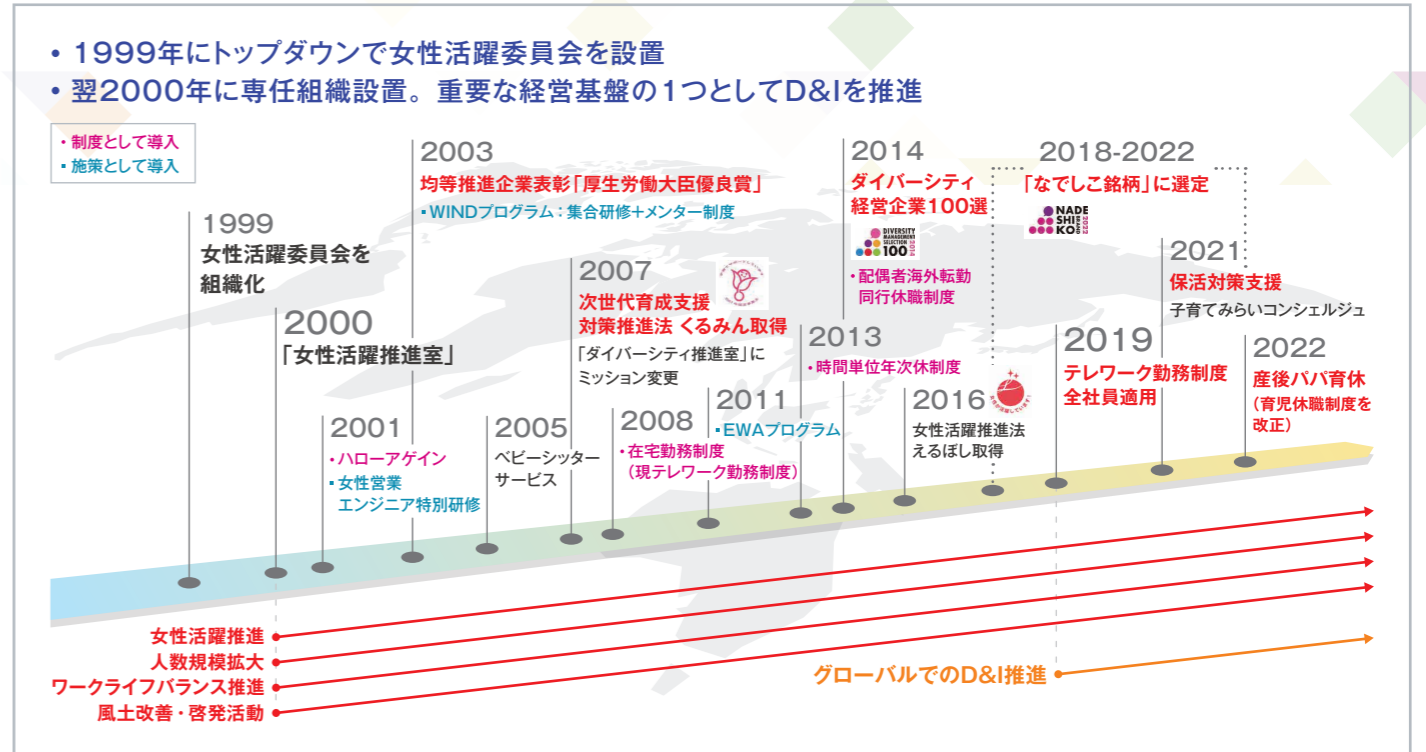 • 1999年にトップダウンで女性活躍委員会を設置
• 翌2000年に専任組織設置。重要な経営基盤の1つとしてD&Iを推進
・制度として導入
▪施策として導入
1999
女性活躍委員会を
組織化
2000
「女性活躍推進室」
2001
・ハローアゲイン
▪女性営業
エンジニア特別研修
2003
均等推進企業表彰「厚生労働大臣優良賞」
▪WINDプログラム：集合研修＋メンター制度
2005
ベビーシッター
サービス
2007
次世代育成支援
対策推進法 くるみん取得
「ダイバーシティ推進室」に
ミッション変更
2008
・在宅勤務制度
（現テレワーク勤務制度）
2011
▪EWAプログラム
2013
・時間単位年次休制度
2014
ダイバーシティ
経営企業100選
DIVERSITY
MANAGEMENT
SELECTION
100
2014
・配偶者海外転勤
同行休職制度
2016
女性活躍推進法
えるぼし取得
2018-2022
「なでしこ銘柄」に選定
NADE
SHI
KO
2019
テレワーク勤務制度
全社員適用
2021
保活対策支援
子育てみらいコンシェルジュ
2022
産後パパ育休
（育児休職制度を
改正）
女性活躍推進
人数規模拡大
ワークライフバランス推進
風土改善・啓発活動
グローバルでのD&I推進